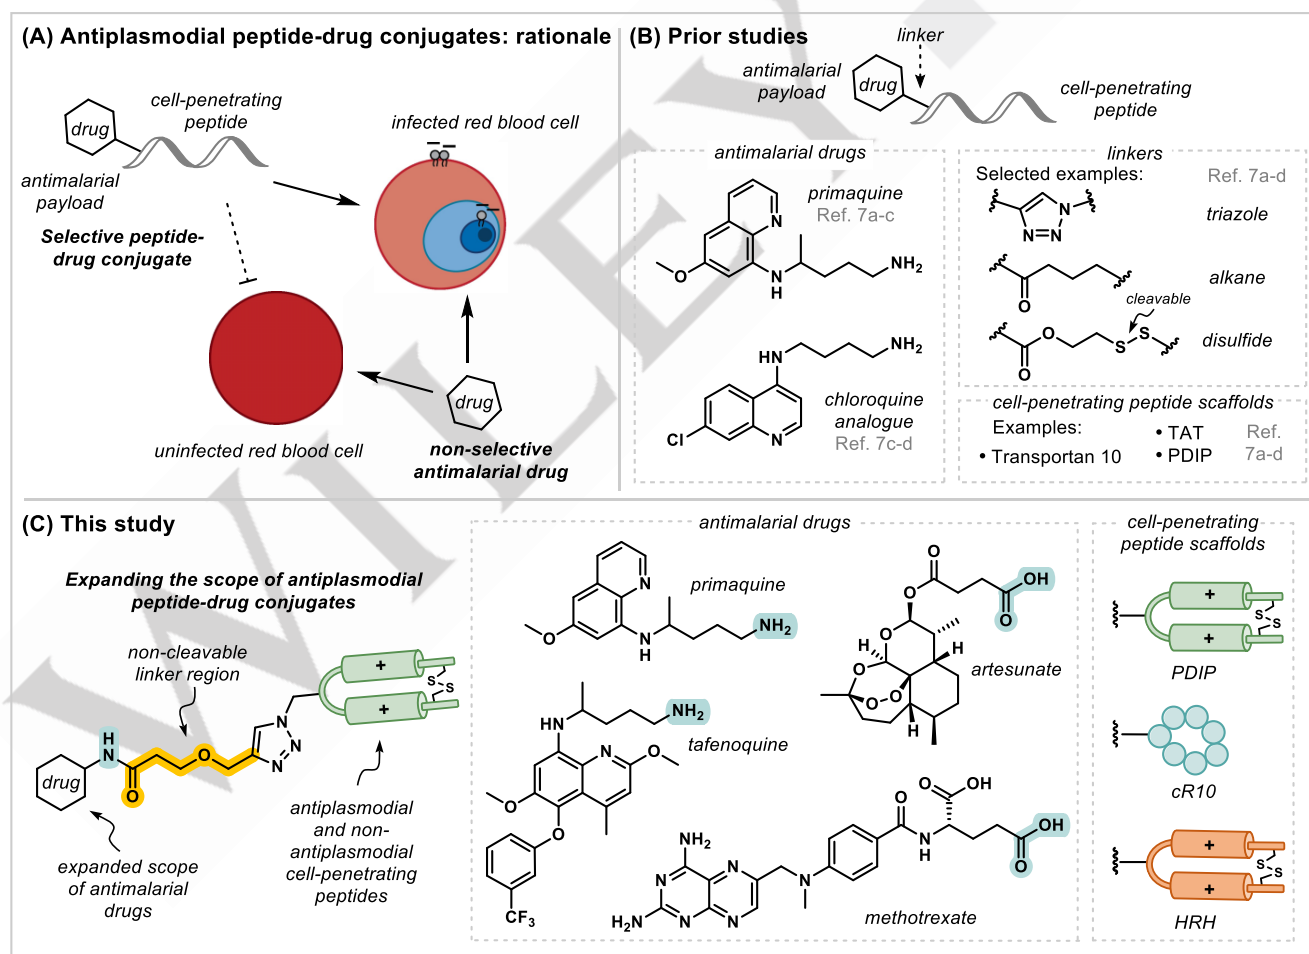 (A) Antiplasmodial peptide-drug conjugates: rationale
drug
cell-penetrating
peptide
antimalarial
payload
Selective peptide-
drug conjugate
infected red blood cell
uninfected red blood cell
drug
non-selective
antimalarial drug
(B) Prior studies
linker
antimalarial
payload
drug
cell-penetrating
peptide
antimalarial drugs
primaquine
Ref. 7a-c
N
O
N
H
NH2
HN
NH2
Cl
N
chloroquine
analogue
Ref. 7c-d
linkers
Selected examples:
Ref. 7a-d
N
N=N
triazole
O
alkane
cleavable
O
O
S
S
disulfide
cell-penetrating peptide scaffolds
Examples:
• Transportan 10
• TAT
• PDIP
Ref.
7a-d
(C) This study
Expanding the scope of antiplasmodial
peptide-drug conjugates
non-cleavable
linker region
drug
H
N
O
O
N
N
N
+
+
S
S
expanded scope
of antimalarial
drugs
antiplasmodial
and non-
antiplasmodial
cell-penetrating
peptides
antimalarial drugs
primaquine
N
O
N
H
NH2
tafenoquine
HN
NH2
N
O
O
O
CF3
artesunate
O
O
OH
O
O
H
H
O
O
O
H
methotrexate
NH2
N
N
H2N
N
N
N
O
N
H
O
OH
OH
O
cell-penetrating
peptide scaffolds
+
+
S
S
PDIP
cR10
+
+
S
S
HRH
WILEY